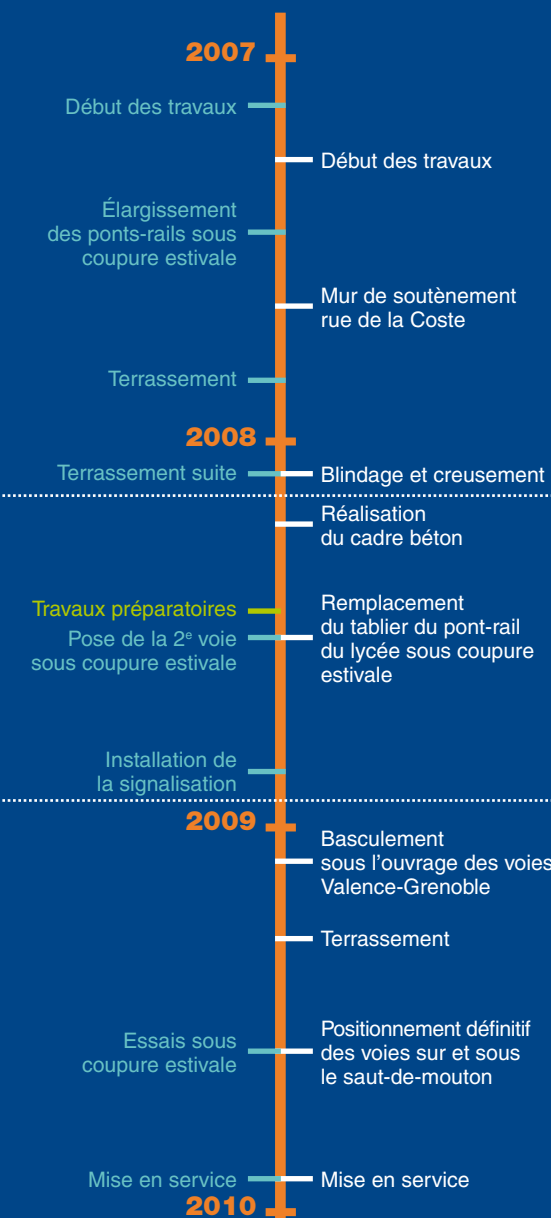 2007
Début des travaux
Début des travaux
Élargissement
des ponts-rails sous
coupure estivale
Mur de soutènement
rue de la Coste
Terrassement
2008
Terrassement suite
Blindage et creusement
Réalisation
du cadre béton
Travaux préparatoires
Pose de la 2e voie
sous coupure estivale
Remplacement
du tablier du pont-rail
du lycée sous coupure
estivale
Installation de
la signalisation
2009
Basculement
sous l'ouvrage des voies
Valence-Grenoble
Terrassement
Essais sous
coupure estivale
Positionnement définitif
des voies sur et sous
le saut-de-mouton
Mise en service
Mise en service
2010